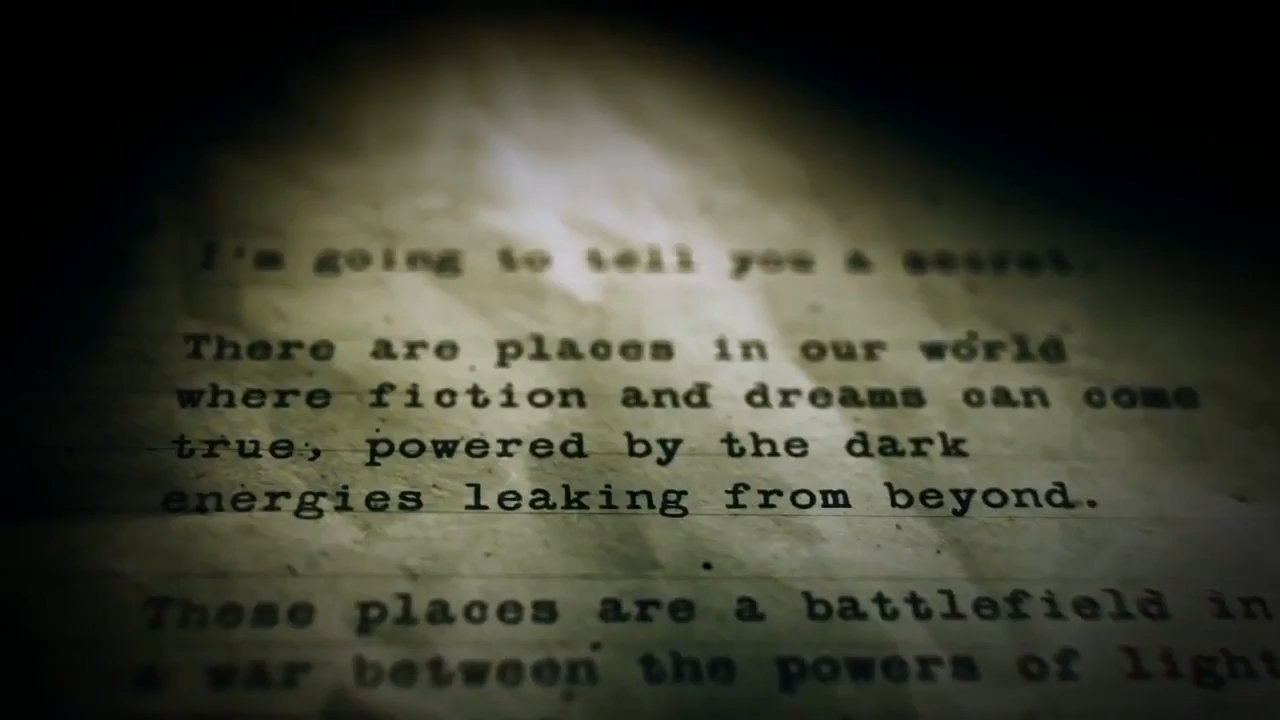 I'm going to tell you a secret.
There are places in our world
where fiction and dreams can come
true, powered by the dark
energies leaking from beyond.
These places are a battlefield in
a war between the powers of light